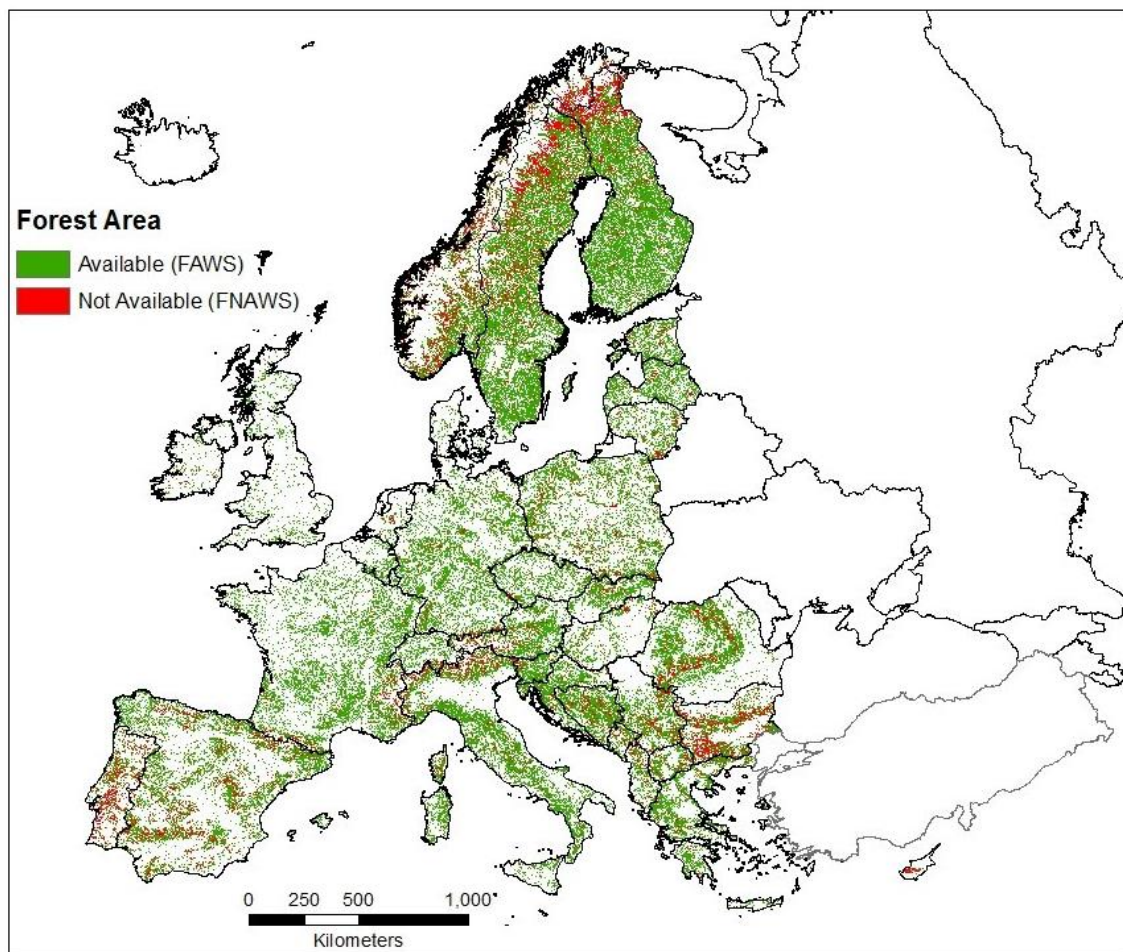 Forest Area
Available (FAWS)
Not Available (FNAWS)
0 250 500 1,000
Kilometers